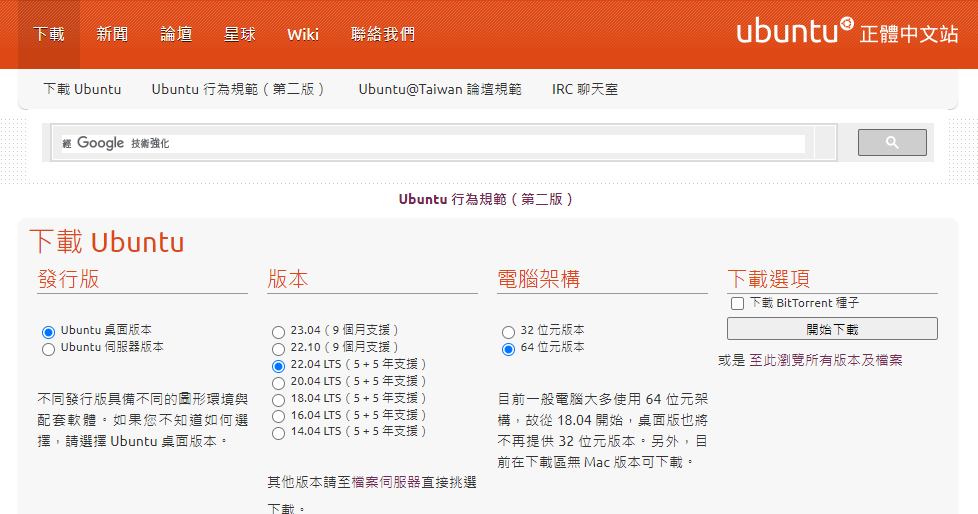 下載 新聞 論壇 星球 Wiki 聯絡我們 ubuntu 正體中文站
下載 Ubuntu Ubuntu 行為規範（第二版） Ubuntu@Taiwan 論壇規範 IRC 聊天室
經 Google 技術強化
Ubuntu 行為規範（第二版）
下載 Ubuntu
發行版
Ubuntu 桌面版本
Ubuntu 伺服器版本
不同發行版具備不同的圖形環境與
配套軟體。如果您不知道如何選
擇，請選擇 Ubuntu 桌面版本。
版本
23.04（9 個月支援）
22.10（9 個月支援）
22.04 LTS（5 + 5 年支援）
20.04 LTS（5 + 5 年支援）
18.04 LTS（5 + 5 年支援）
16.04 LTS（5 + 5 年支援）
14.04 LTS（5 + 5 年支援）
其他版本請至檔案伺服器直接挑選
下載。
電腦架構
32 位元版本
64 位元版本
目前一般電腦大多使用 64 位元架
構，故從 18.04 開始，桌面版也將
不再提供 32 位元版本。另外，目
前在下載區無 Mac 版本可下載。
下載選項
下載 BitTorrent 種子
開始下載
或是 至此瀏覽所有版本及檔案